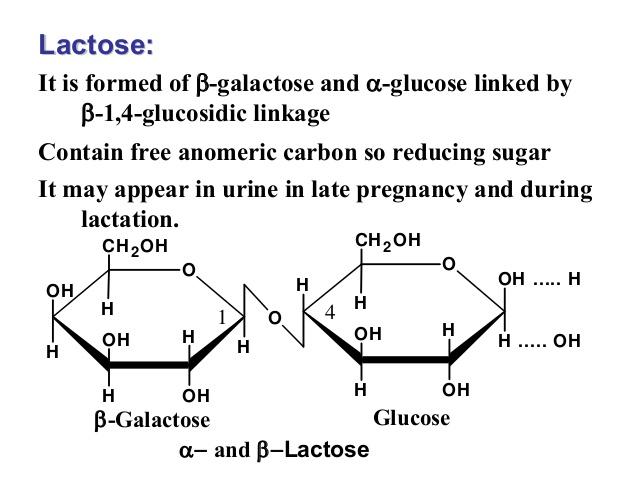 Lactose:
It is formed of β-galactose and α-glucose linked by
β-1,4-glucosidic linkage
Contain free anomeric carbon so reducing sugar
It may appear in urine in late pregnancy and during
lactation.
CH2OH CH2OH
O O
OH H OH ..... H
H 1 O 4 H
OH H OH H
H H H ..... OH
H OH H OH
β-Galactose Glucose
α– and β–Lactose